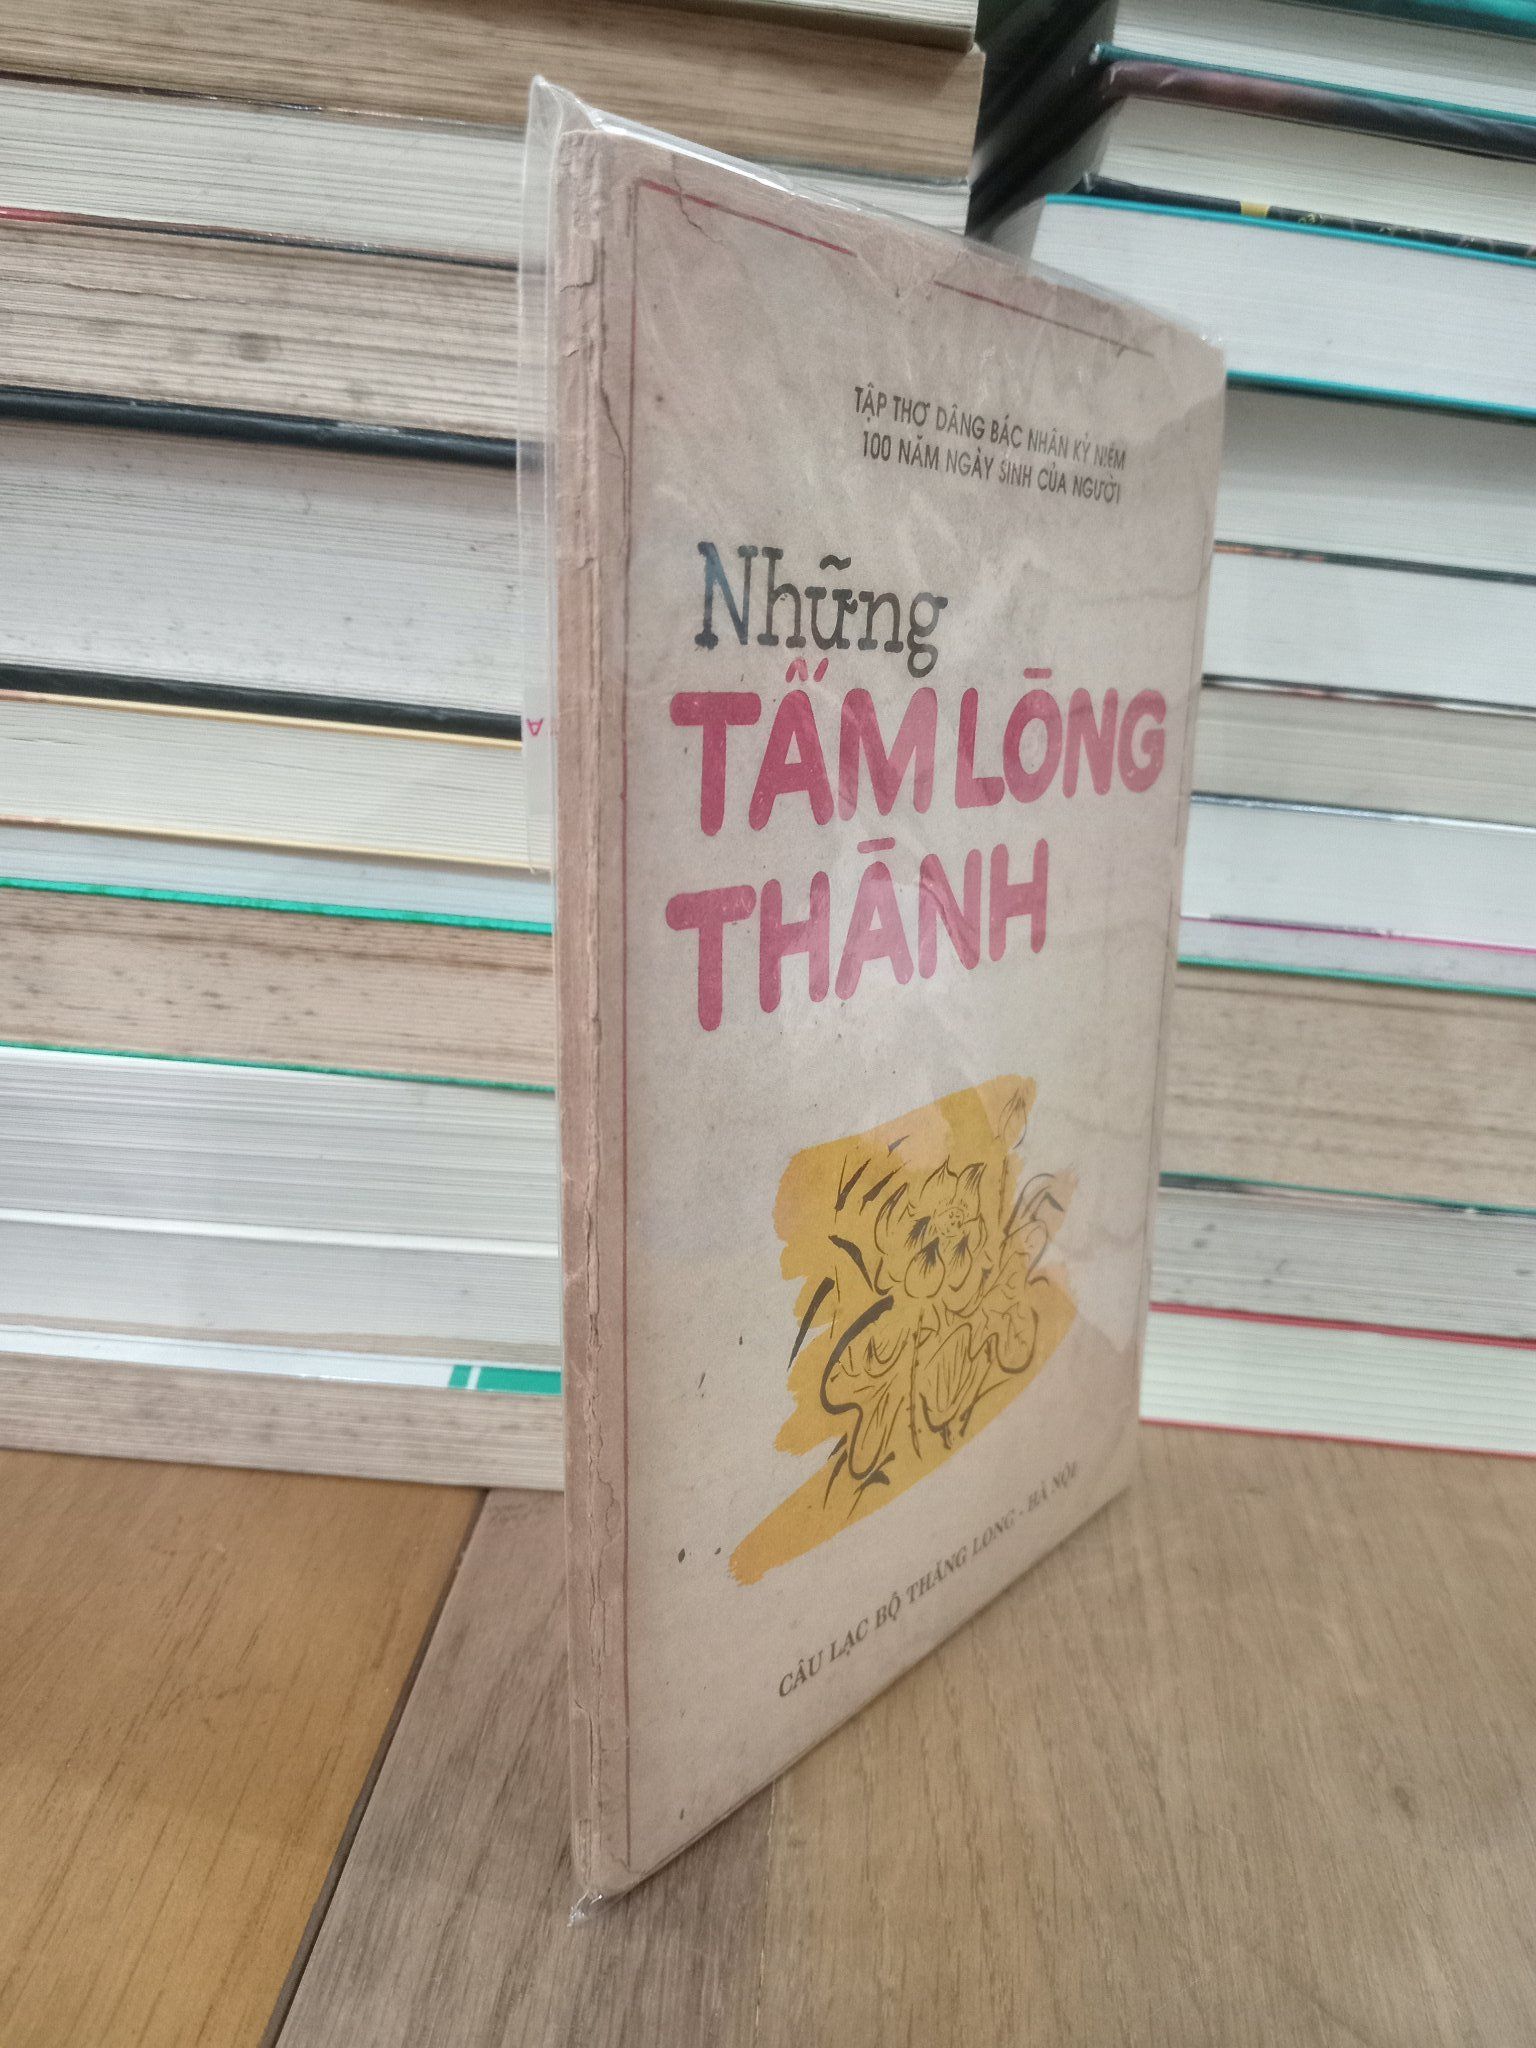 TẬP THƠ DÂNG BÁC NHÂN KỶ NIỆM
100 NĂM NGÀY SINH CỦA NGƯỜI
Những
TẤM LÒNG
THÀNH
CÂU LẠC BỘ THĂNG LONG - HÀ NỘI